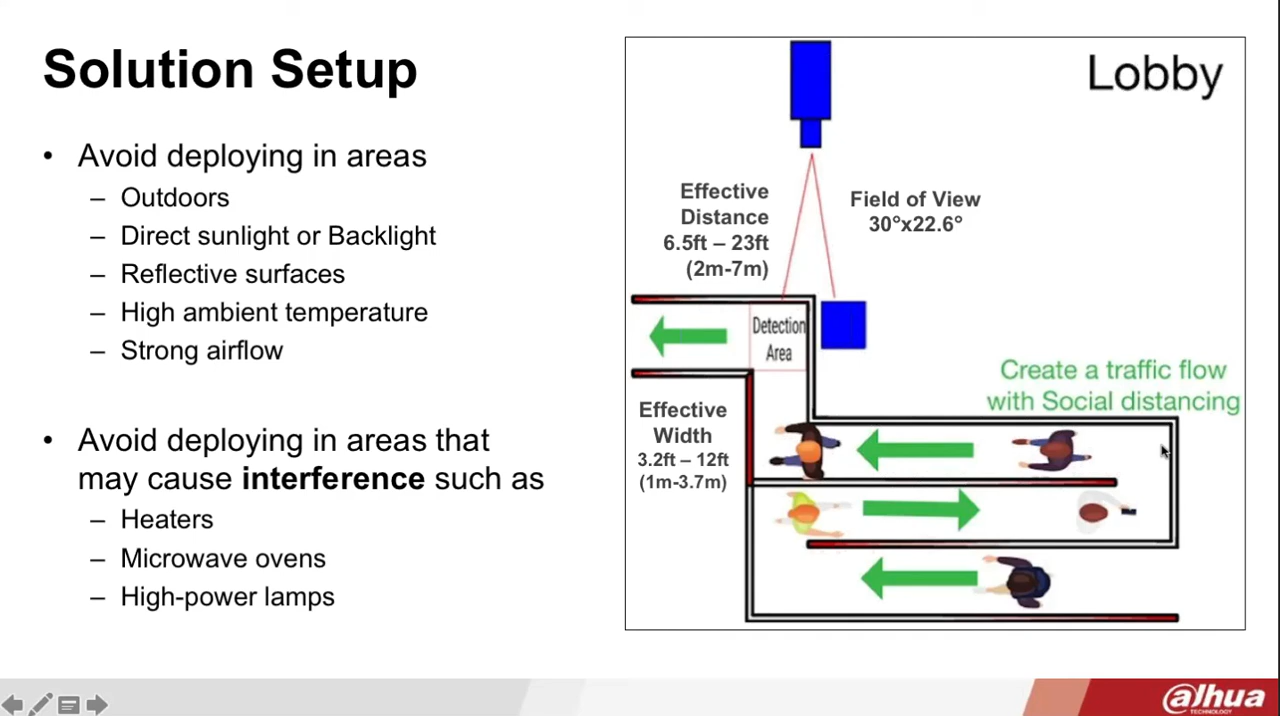 Solution Setup
• Avoid deploying in areas
– Outdoors
– Direct sunlight or Backlight
– Reflective surfaces
– High ambient temperature
– Strong airflow
• Avoid deploying in areas that
may cause interference such as
– Heaters
– Microwave ovens
– High-power lamps
Lobby
Effective
Distance
6.5ft – 23ft
(2m-7m)
Field of View
30°x22.6°
Detection
Area
Create a traffic flow
with Social distancing
Effective
Width
3.2ft – 12ft
(1m-3.7m)
alhua
TECHNOLOGY